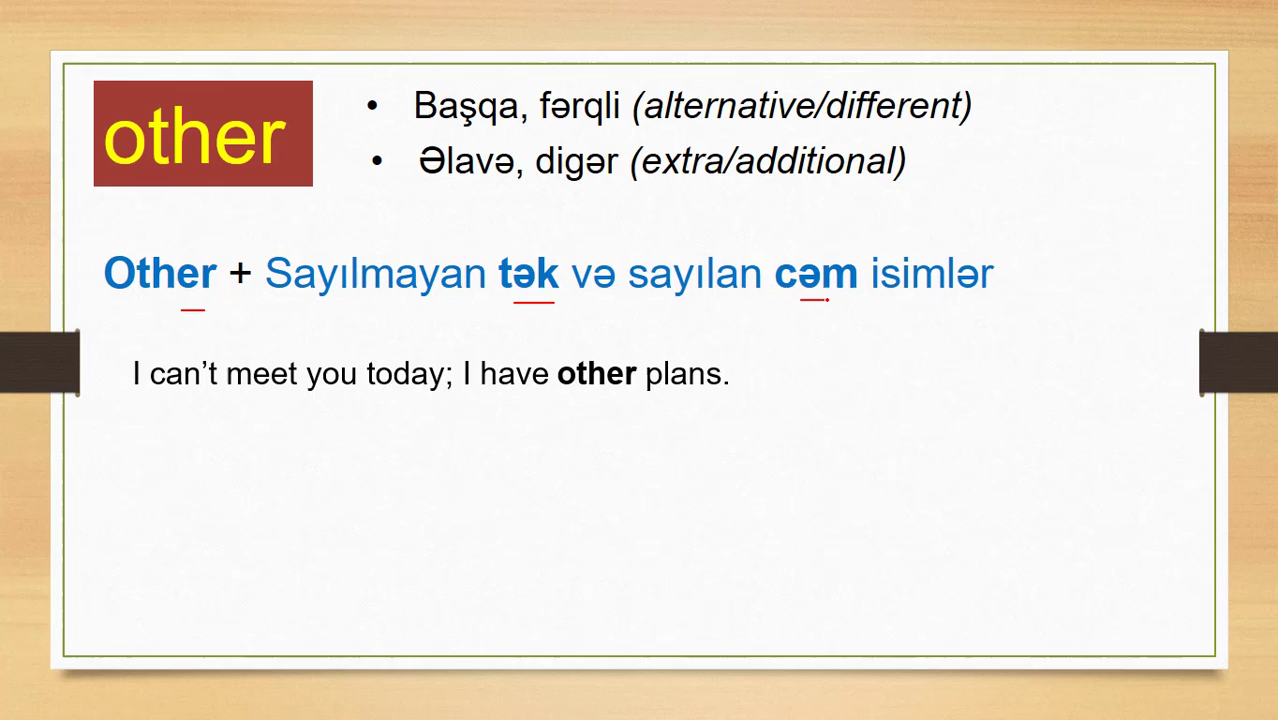 other
• Başqa, fərqli (alternative/different)
• Əlavə, digər (extra/additional)
Other + Sayılmayan tək və sayılan cəm isimlər
I can’t meet you today; I have other plans.